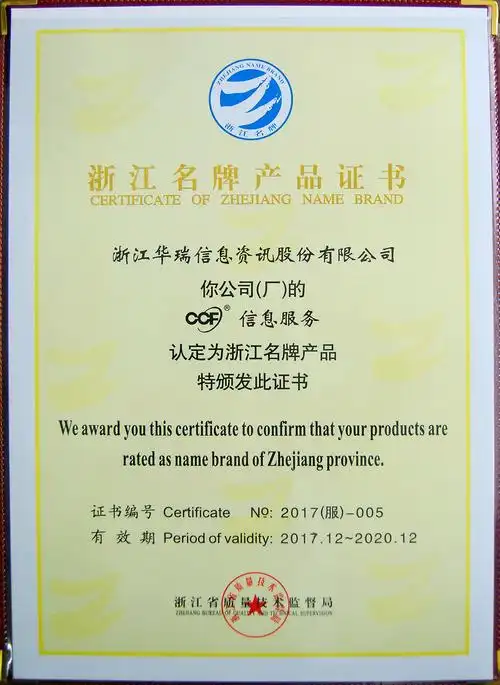 ZHEJIANG NAME BRAND
浙江名牌
浙江名牌产品证书
CERTIFICATE OF ZHEJIANG NAME BRAND
浙江华瑞信息资讯股份有限公司
你公司(厂)的
CCF® 信息服务
认定为浙江名牌产品
特颁发此证书
We award you this certificate to confirm that your products are
rated as name brand of Zhejiang province.
证书编号 Certificate No: 2017(服)-005
有效期 Period of validity: 2017.12~2020.12
浙江省质量技术监督局
ZHEJIANG BUREAU OF QUALITY AND TECHNICAL SUPERVISION